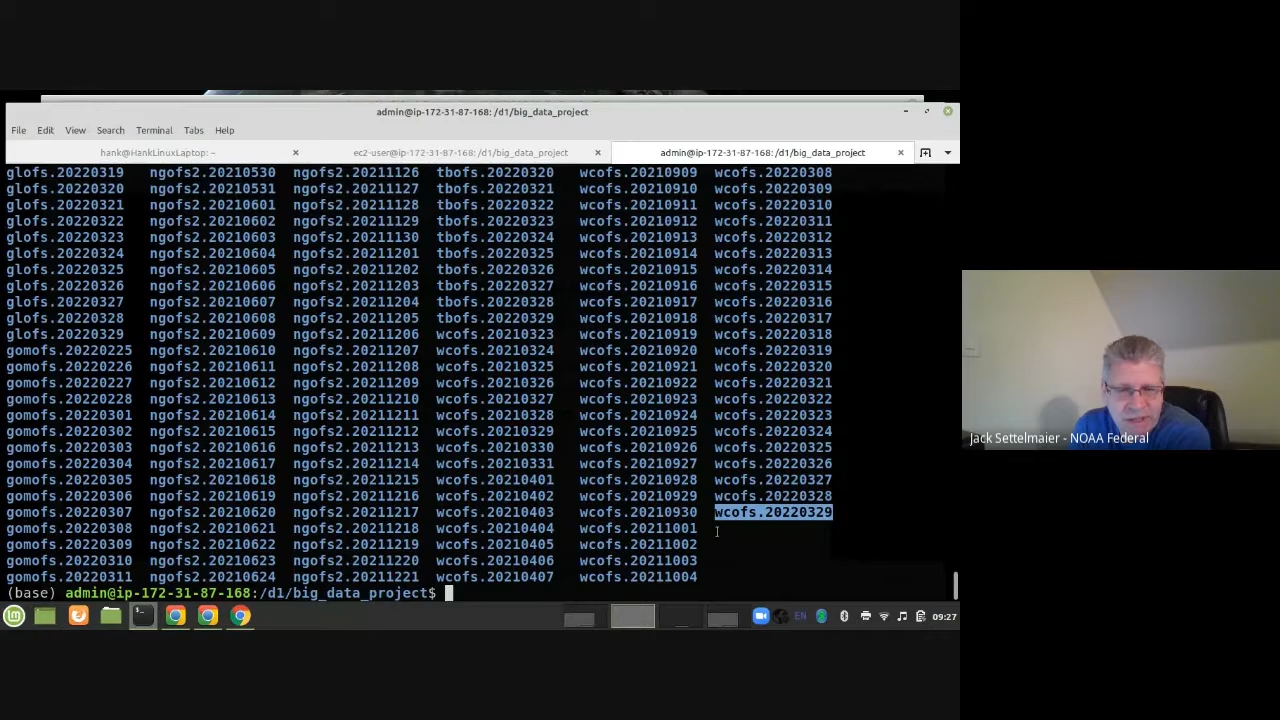 admin@ip-172-31-87-168: /d1/big_data_project
File Edit View Search Terminal Tabs Help
hank@HankLinuxLaptop: ~ ec2-user@ip-172-31-87-168: /d1/big_data_project admin@ip-172-31-87-168: /d1/big_data_project
glofs.20220319 ngofs2.20210530 ngofs2.20211126 tbofs.20220320 wcofs.20210909 wcofs.20220308
glofs.20220320 ngofs2.20210531 ngofs2.20211127 tbofs.20220321 wcofs.20210910 wcofs.20220309
glofs.20220321 ngofs2.20210601 ngofs2.20211128 tbofs.20220322 wcofs.20210911 wcofs.20220310
glofs.20220322 ngofs2.20210602 ngofs2.20211129 tbofs.20220323 wcofs.20210912 wcofs.20220311
glofs.20220323 ngofs2.20210603 ngofs2.20211130 tbofs.20220324 wcofs.20210913 wcofs.20220312
glofs.20220324 ngofs2.20210604 ngofs2.20211201 tbofs.20220325 wcofs.20210914 wcofs.20220313
glofs.20220325 ngofs2.20210605 ngofs2.20211202 tbofs.20220326 wcofs.20210915 wcofs.20220314
glofs.20220326 ngofs2.20210606 ngofs2.20211203 tbofs.20220327 wcofs.20210916 wcofs.20220315
glofs.20220327 ngofs2.20210607 ngofs2.20211204 tbofs.20220328 wcofs.20210917 wcofs.20220316
glofs.20220328 ngofs2.20210608 ngofs2.20211205 tbofs.20220329 wcofs.20210918 wcofs.20220317
glofs.20220329 ngofs2.20210609 ngofs2.20211206 wcofs.20210323 wcofs.20210919 wcofs.20220318
gomofs.20220225 ngofs2.20210610 ngofs2.20211207 wcofs.20210324 wcofs.20210920 wcofs.20220319
gomofs.20220226 ngofs2.20210611 ngofs2.20211208 wcofs.20210325 wcofs.20210921 wcofs.20220320
gomofs.20220227 ngofs2.20210612 ngofs2.20211209 wcofs.20210326 wcofs.20210922 wcofs.20220321
gomofs.20220228 ngofs2.20210613 ngofs2.20211210 wcofs.20210327 wcofs.20210923 wcofs.20220322
gomofs.20220301 ngofs2.20210614 ngofs2.20211211 wcofs.20210328 wcofs.20210924 wcofs.20220323
gomofs.20220302 ngofs2.20210615 ngofs2.20211212 wcofs.20210329 wcofs.20210925 wcofs.20220324
gomofs.20220303 ngofs2.20210616 ngofs2.20211213 wcofs.20210330 wcofs.20210926 wcofs.20220325
gomofs.20220304 ngofs2.20210617 ngofs2.20211214 wcofs.20210331 wcofs.20210927 wcofs.20220326
gomofs.20220305 ngofs2.20210618 ngofs2.20211215 wcofs.20210401 wcofs.20210928 wcofs.20220327
gomofs.20220306 ngofs2.20210619 ngofs2.20211216 wcofs.20210402 wcofs.20210929 wcofs.20220328
gomofs.20220307 ngofs2.20210620 ngofs2.20211217 wcofs.20210403 wcofs.20210930 wcofs.20220329
gomofs.20220308 ngofs2.20210621 ngofs2.20211218 wcofs.20210404 wcofs.20211001
gomofs.20220309 ngofs2.20210622 ngofs2.20211219 wcofs.20210405 wcofs.20211002
gomofs.20220310 ngofs2.20210623 ngofs2.20211220 wcofs.20210406 wcofs.20211003
gomofs.20220311 ngofs2.20210624 ngofs2.20211221 wcofs.20210407 wcofs.20211004
(base) admin@ip-172-31-87-168:/d1/big_data_project$
EN 09:27
Jack Settelmaier - NOAA Federal